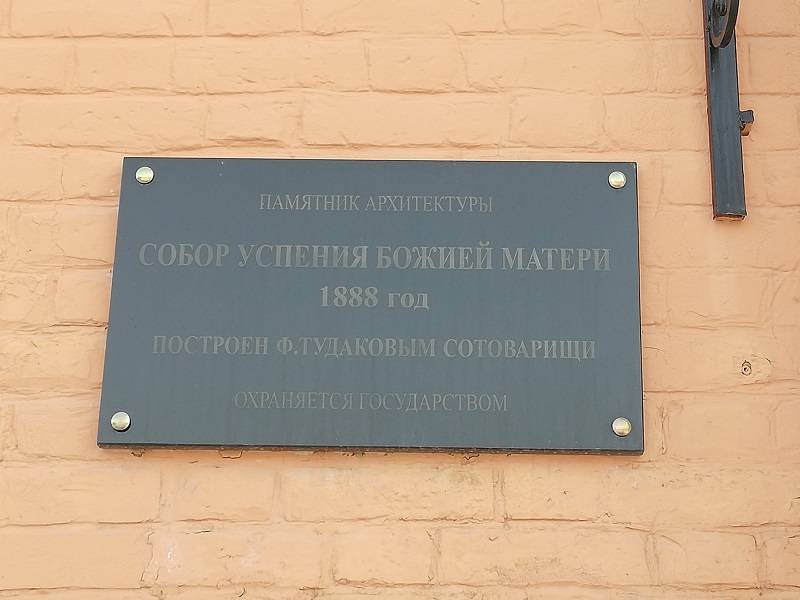 ПАМЯТНИК АРХИТЕКТУРЫ
СОБОР УСПЕНИЯ БОЖИЕЙ МАТЕРИ
1888 год
ПОСТРОЕН Ф.ТУДАКОВЫМ СОТОВАРИЩИ
ОХРАНЯЕТСЯ ГОСУДАРСТВОМ